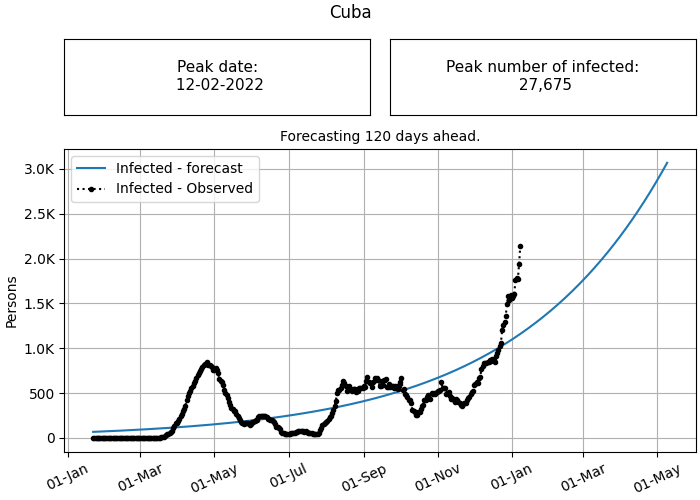 Cuba
Peak date:
12-02-2022
Peak number of infected:
27,675
Forecasting 120 days ahead.
Infected - forecast
Infected - Observed
Persons
3.0K
2.5K
2.0K
1.5K
1.0K
500
0
01-Jan
01-Mar
01-May
01-Jul
01-Sep
01-Nov
01-Jan
01-Mar
01-May